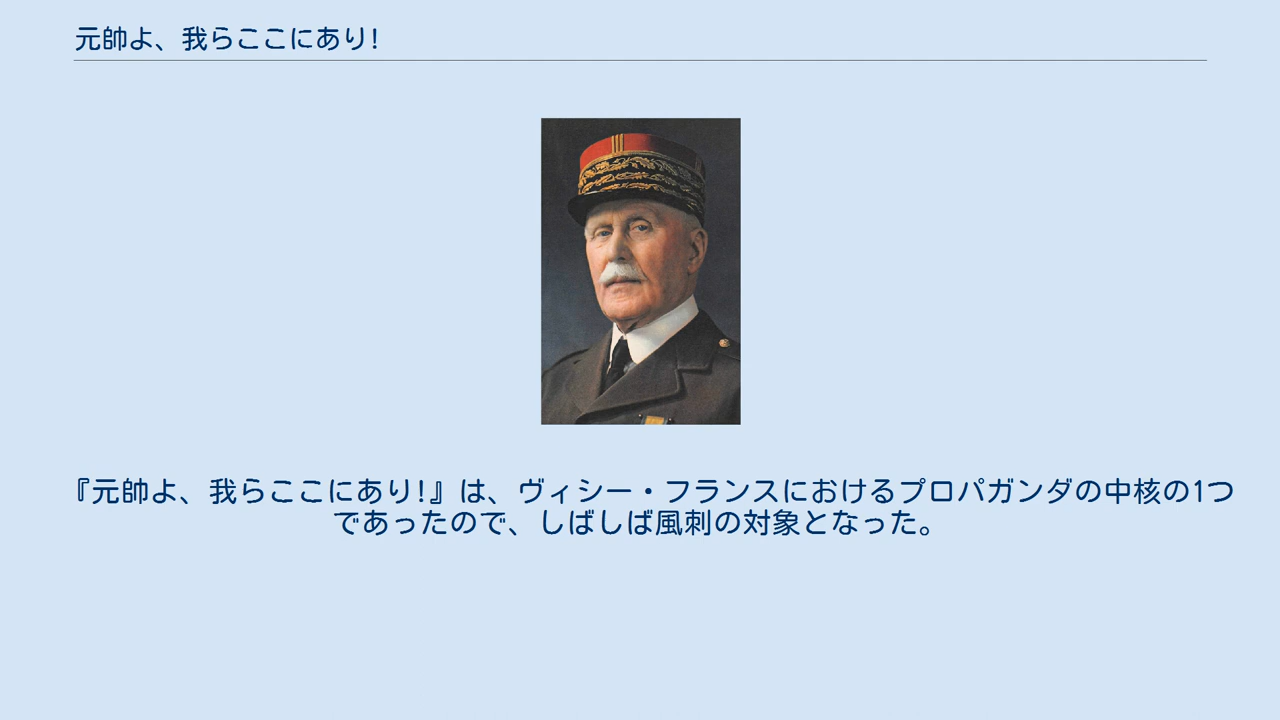 元帥よ、我らここにあり!
『元帥よ、我らここにあり!』は、ヴィシー・フランスにおけるプロパガンダの中核の1つ
であったので、しばしば風刺の対象となった。